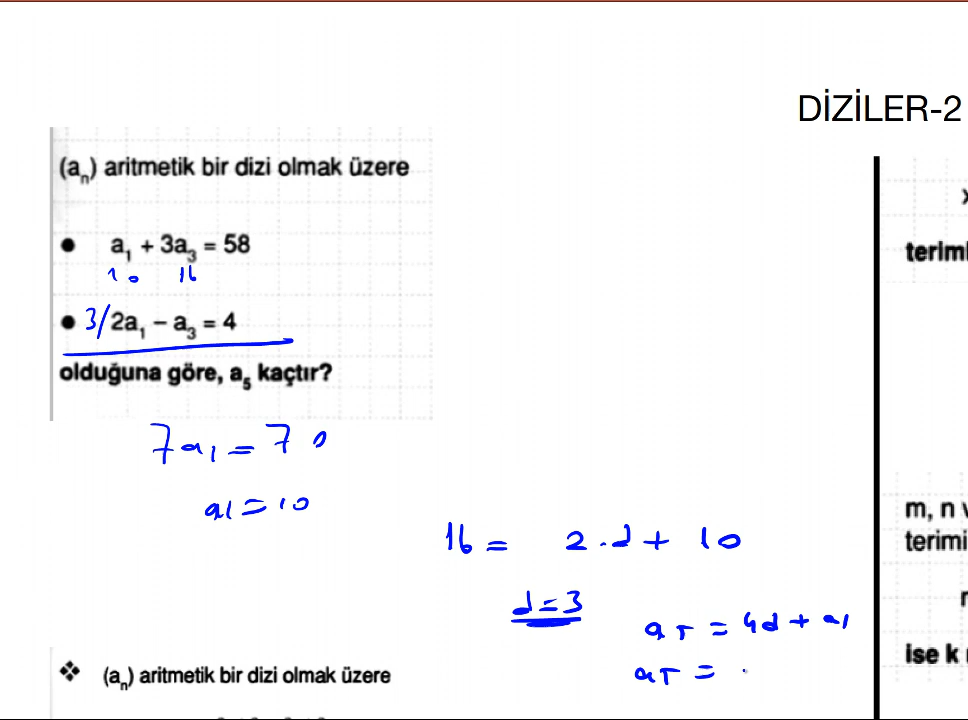 DİZİLER-2
(aₙ) aritmetik bir dizi olmak üzere
● a₁ + 3a₃ = 58
10 16
● 3/2a₁ − a₃ = 4
olduğuna göre, a₅ kaçtır?
7a₁ = 70
a₁ = 10
16 = 2.d + 10
d = 3
a₅ = 4d + a₁
a₅ = .
❖ (aₙ) aritmetik bir dizi olmak üzere
terimi
m, n v
terimi
ise k